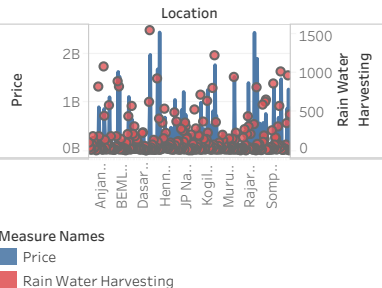 Location
Price
2B
1B
0B
1500
1000
500
0
Rain Water
Harvesting
Anjan..
BEML..
Dasar..
Henn..
JP Na..
Kogil..
Muru..
Rajar..
Somp..
Measure Names
Price
Rain Water Harvesting